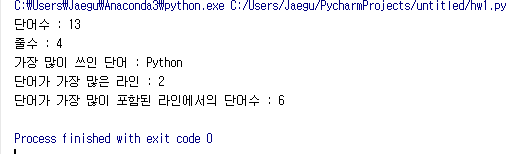 C:₩Users₩Jaegu₩Anaconda3₩python.exe C:/Users/Jaegu/PycharmProjects/untitled/hw1.py
단어수 : 13
줄수 : 4
가장 많이 쓰인 단어 : Python
단어가 가장 많은 라인 : 2
단어가 가장 많이 포함된 라인에서의 단어수 : 6
Process finished with exit code 0